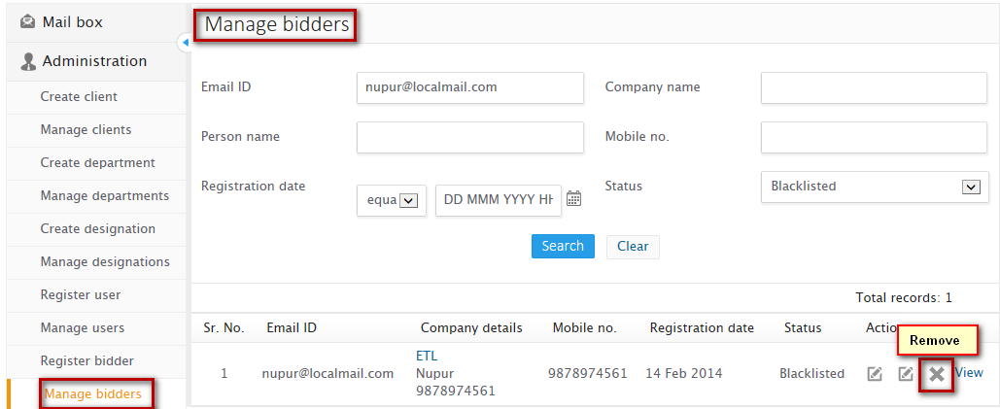 Mail box
Administration
Create client
Manage clients
Create department
Manage departments
Create designation
Manage designations
Register user
Manage users
Register bidder
Manage bidders
Manage bidders
Email ID nupur@localmail.com Company name
Person name Mobile no.
Registration date equa DD MMM YYYY HH Status Blacklisted
Search Clear
Total records: 1
Sr. No. Email ID Company details Mobile no. Registration date Status Actio
Remove
ETL
1 nupur@localmail.com Nupur 9878974561 14 Feb 2014 Blacklisted View
9878974561